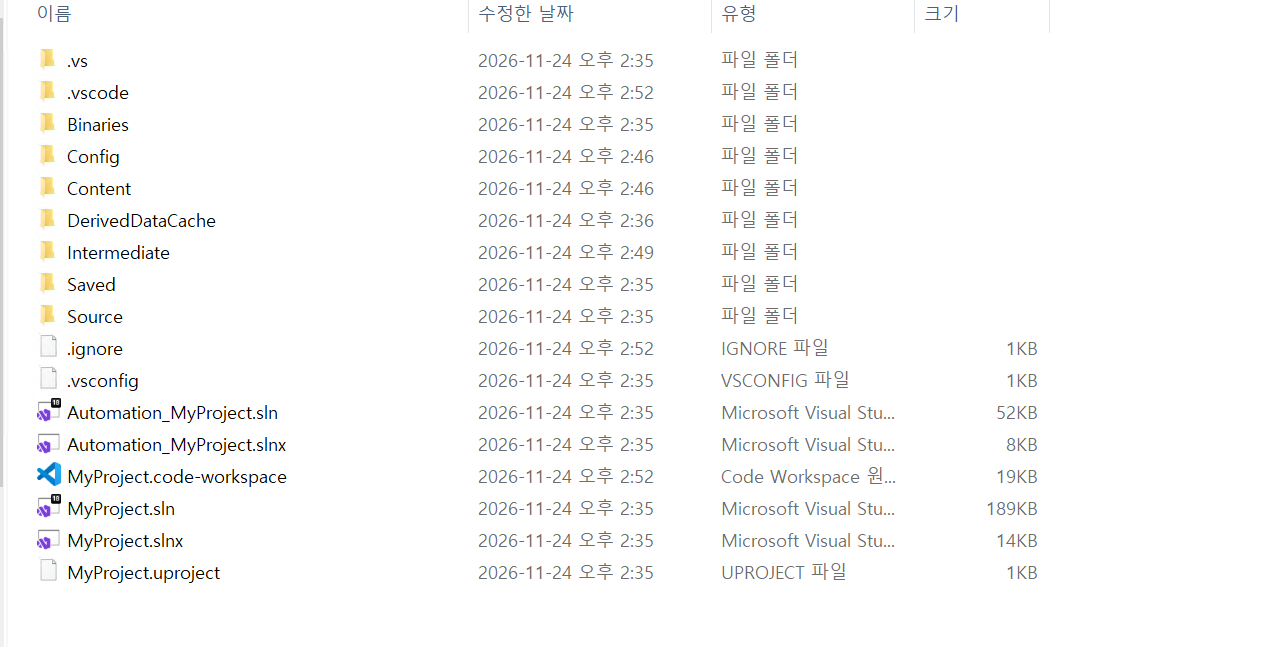 이름 수정한 날짜 유형 크기
.vs 2026-11-24 오후 2:35 파일 폴더
.vscode 2026-11-24 오후 2:52 파일 폴더
Binaries 2026-11-24 오후 2:35 파일 폴더
Config 2026-11-24 오후 2:46 파일 폴더
Content 2026-11-24 오후 2:46 파일 폴더
DerivedDataCache 2026-11-24 오후 2:36 파일 폴더
Intermediate 2026-11-24 오후 2:49 파일 폴더
Saved 2026-11-24 오후 2:35 파일 폴더
Source 2026-11-24 오후 2:35 파일 폴더
.ignore 2026-11-24 오후 2:52 IGNORE 파일 1KB
.vsconfig 2026-11-24 오후 2:35 VSCONFIG 파일 1KB
Automation_MyProject.sln 2026-11-24 오후 2:35 Microsoft Visual Stu... 52KB
Automation_MyProject.slnx 2026-11-24 오후 2:35 Microsoft Visual Stu... 8KB
MyProject.code-workspace 2026-11-24 오후 2:52 Code Workspace 원... 19KB
MyProject.sln 2026-11-24 오후 2:35 Microsoft Visual Stu... 189KB
MyProject.slnx 2026-11-24 오후 2:35 Microsoft Visual Stu... 14KB
MyProject.uproject 2026-11-24 오후 2:35 UPROJECT 파일 1KB